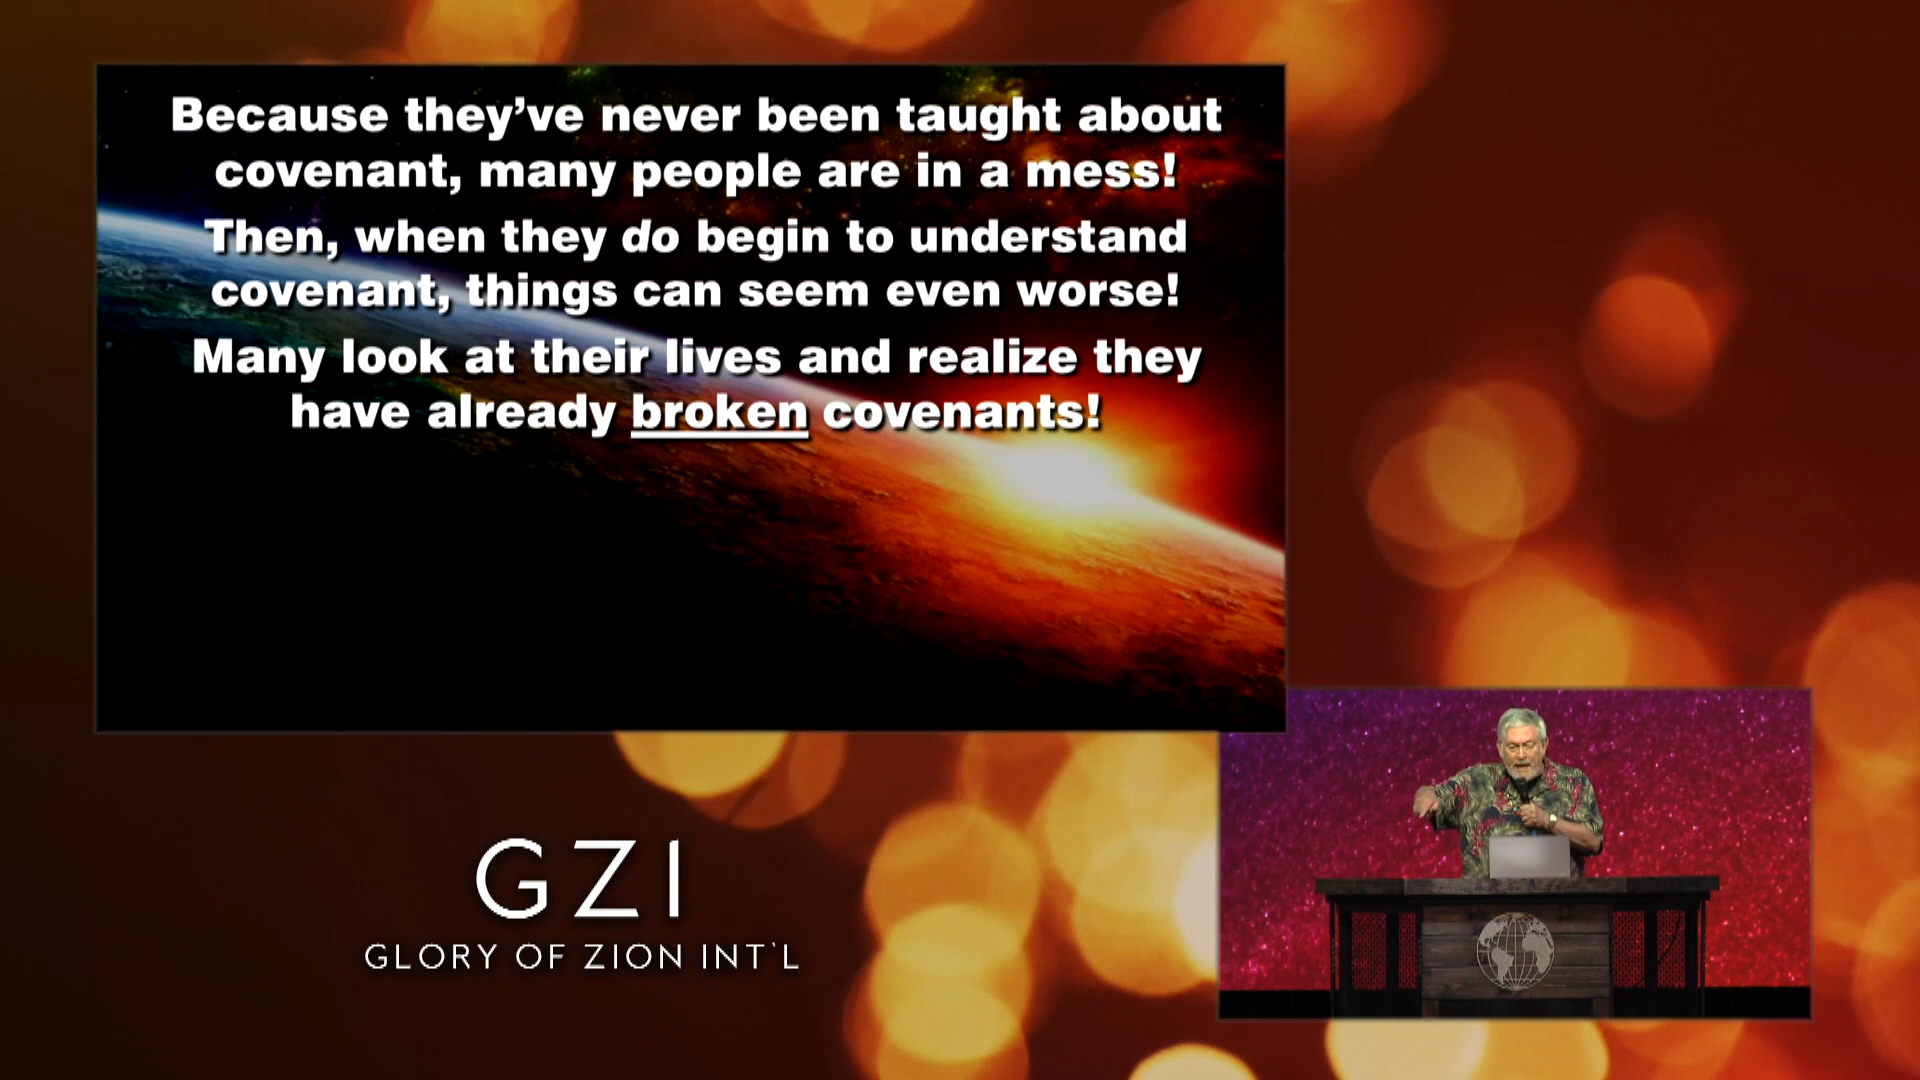 Because they’ve never been taught about
covenant, many people are in a mess!
Then, when they do begin to understand
covenant, things can seem even worse!
Many look at their lives and realize they
have already broken covenants!
GZI
GLORY OF ZION INT'L